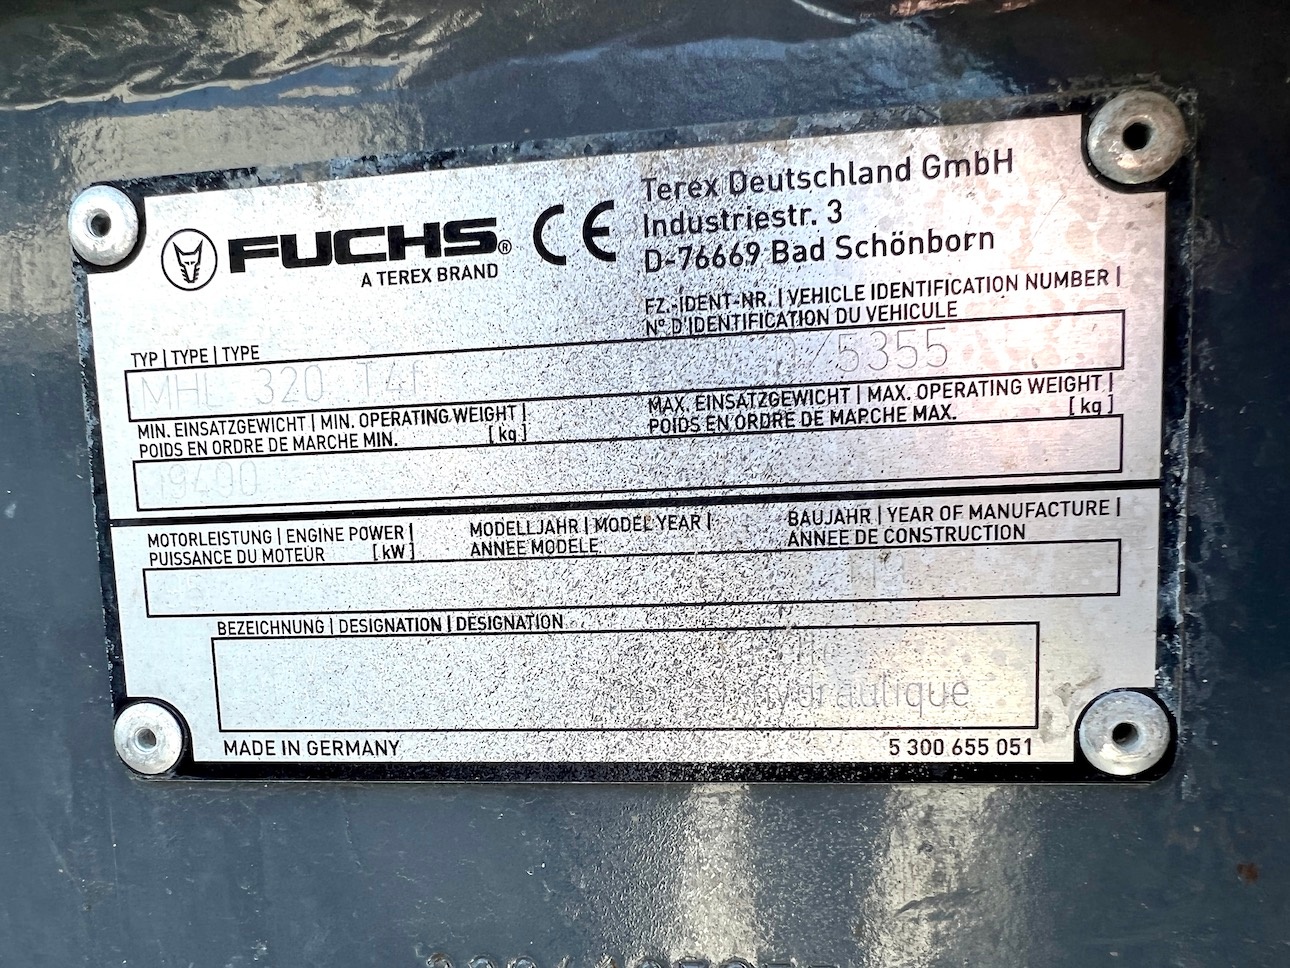 FUCHS®
A TEREX BRAND
CE
Terex Deutschland GmbH
Industriestr. 3
D-76669 Bad Schönborn
FZ.-IDENT-NR. | VEHICLE IDENTIFICATION NUMBER |
N° D'IDENTIFICATION DU VEHICULE
TYP | TYPE | TYPE
MHL 320 T4f
/5355
MIN. EINSATZGEWICHT | MIN. OPERATING WEIGHT |
POIDS EN ORDRE DE MARCHE MIN. [kg]
MAX. EINSATZGEWICHT | MAX. OPERATING WEIGHT |
POIDS EN ORDRE DE MARCHE MAX. [kg]
19400
MOTORLEISTUNG | ENGINE POWER |
PUISSANCE DU MOTEUR [kW]
MODELLJAHR | MODEL YEAR |
ANNEE MODELE
BAUJAHR | YEAR OF MANUFACTURE |
ANNEE DE CONSTRUCTION
BEZEICHNUNG | DESIGNATION | DESIGNATION
hydraulique
MADE IN GERMANY
5 300 655 051